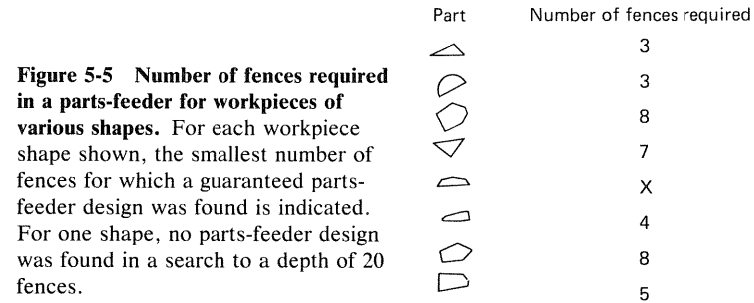 Part Number of fences required
3
3
8
7
X
4
8
5
Figure 5-5 Number of fences required
in a parts-feeder for workpieces of
various shapes. For each workpiece
shape shown, the smallest number of
fences for which a guaranteed parts-
feeder design was found is indicated.
For one shape, no parts-feeder design
was found in a search to a depth of 20
fences.